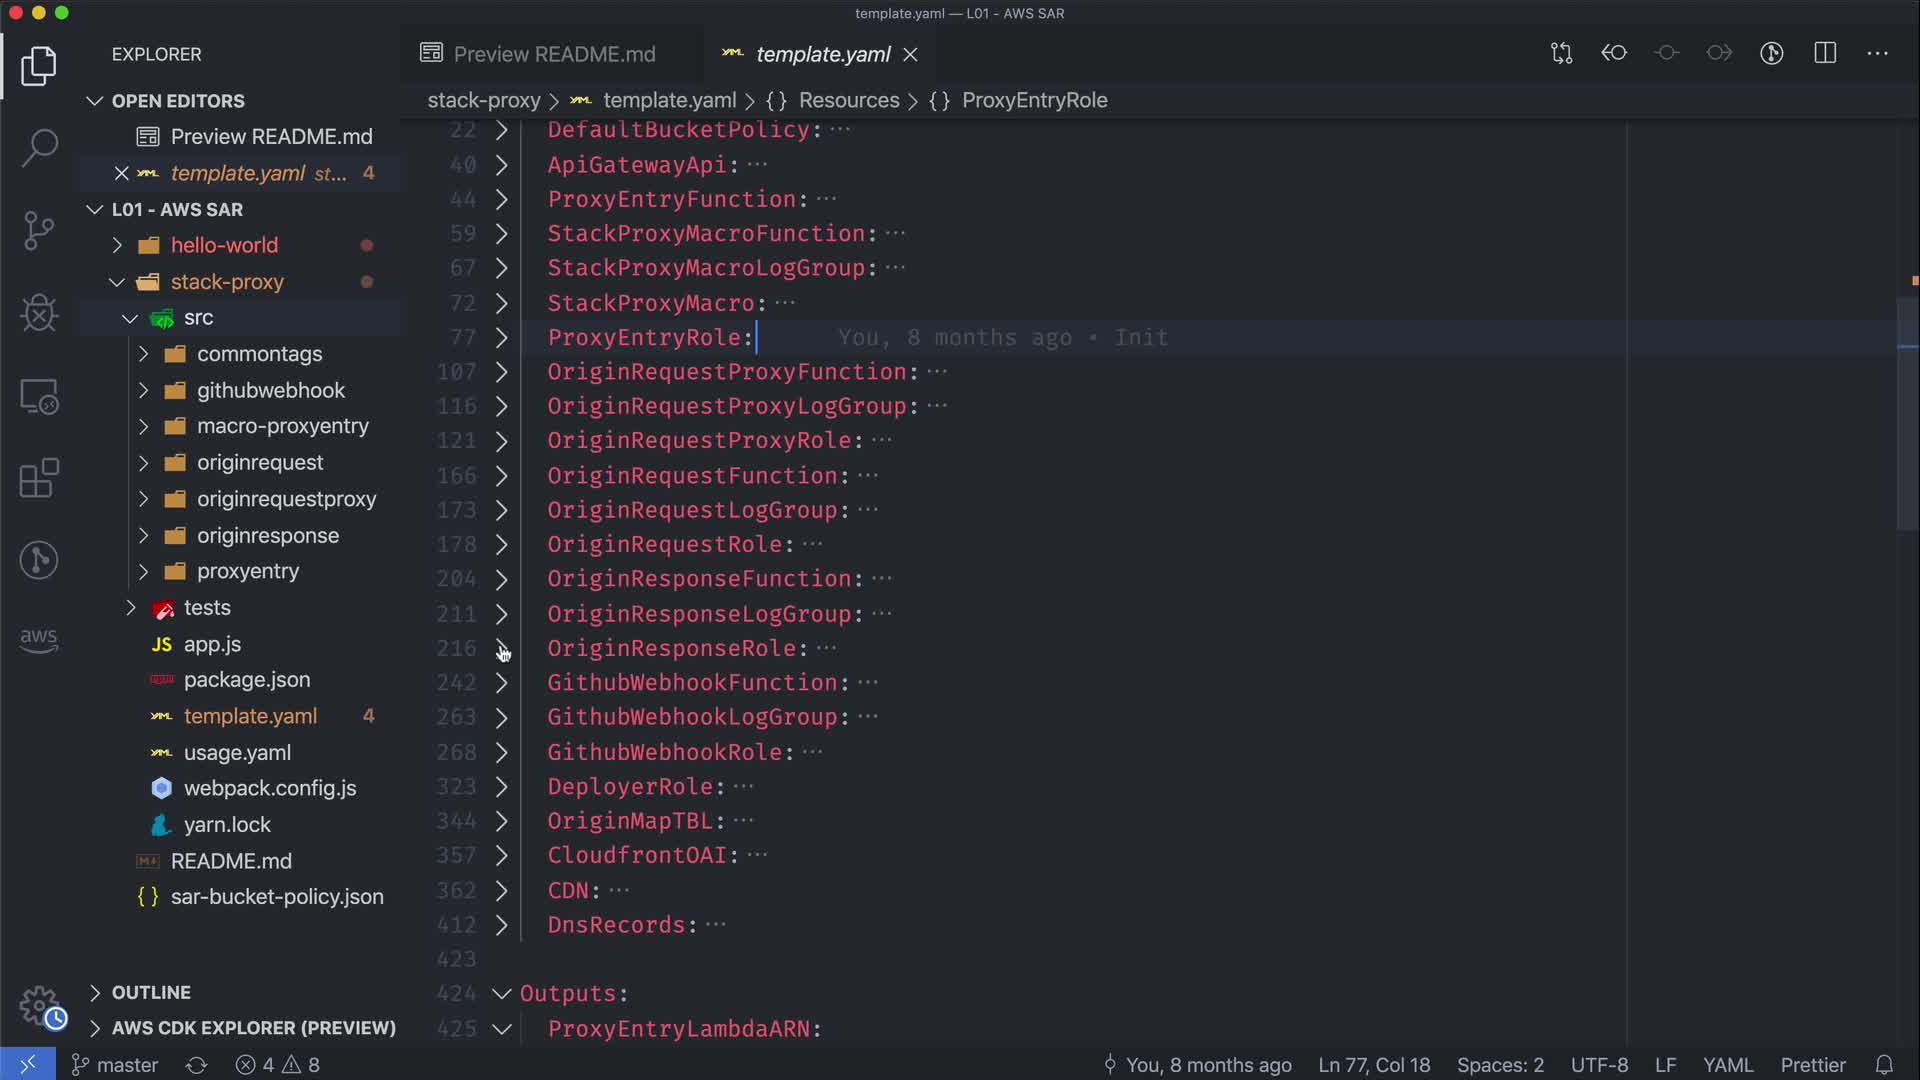 template.yaml — L01 - AWS SAR
EXPLORER
Preview README.md
template.yaml
OPEN EDITORS
Preview README.md
template.yaml st... 4
L01 - AWS SAR
hello-world
stack-proxy
src
commontags
githubwebhook
macro-proxyentry
originrequest
originrequestproxy
originresponse
proxyentry
tests
JS app.js
package.json
template.yaml 4
usage.yaml
webpack.config.js
yarn.lock
README.md
{ } sar-bucket-policy.json
OUTLINE
AWS CDK EXPLORER (PREVIEW)
aws
stack-proxy > template.yaml > {} Resources > {} ProxyEntryRole
22 DefaultBucketPolicy: ...
40 ApiGatewayApi: ...
44 ProxyEntryFunction: ...
59 StackProxyMacroFunction: ...
67 StackProxyMacroLogGroup: ...
72 StackProxyMacro: ...
77 ProxyEntryRole: You, 8 months ago • Init
107 OriginRequestProxyFunction: ...
116 OriginRequestProxyLogGroup: ...
121 OriginRequestProxyRole: ...
166 OriginRequestFunction: ...
173 OriginRequestLogGroup: ...
178 OriginRequestRole: ...
204 OriginResponseFunction: ...
211 OriginResponseLogGroup: ...
216 OriginResponseRole: ...
242 GithubWebhookFunction: ...
263 GithubWebhookLogGroup: ...
268 GithubWebhookRole: ...
323 DeployerRole: ...
344 OriginMapTBL: ...
357 CloudfrontOAI: ...
362 CDN: ...
412 DnsRecords: ...
423
424 Outputs:
425 ProxyEntryLambdaARN:
master 4 8 You, 8 months ago Ln 77, Col 18 Spaces: 2 UTF-8 LF YAML Prettier